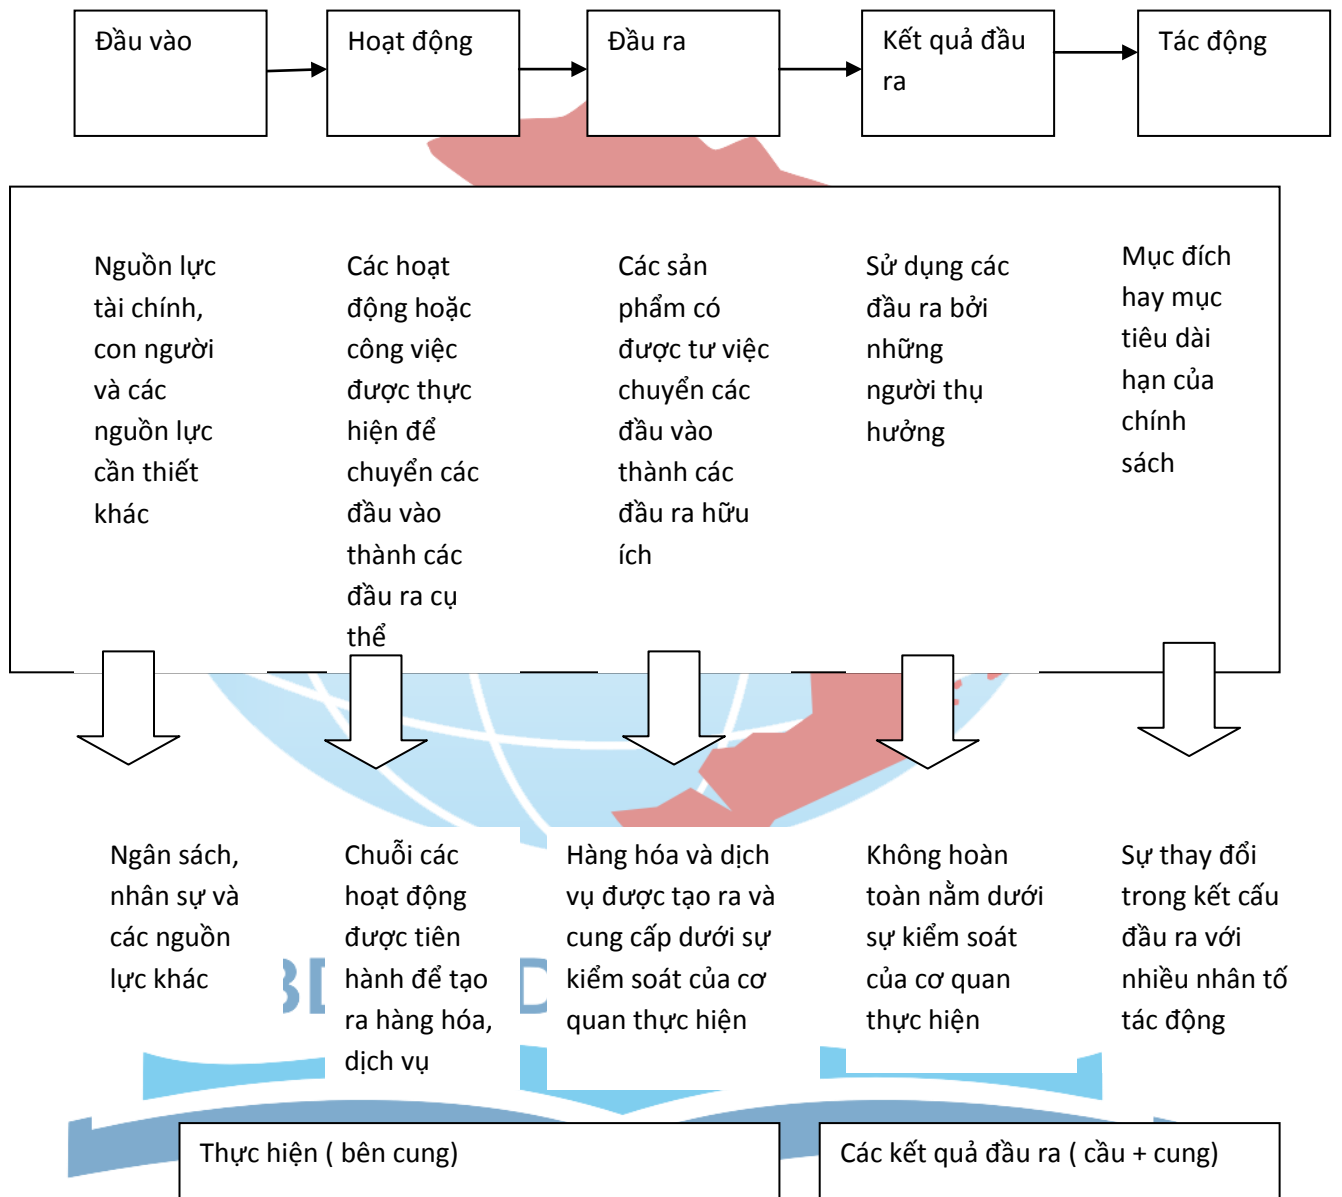 Đầu vào
Hoạt động
Đầu ra
Kết quả đầu
ra
Tác động
Nguồn lực
tài chính,
con người
và các
nguồn lực
cần thiết
khác
Các hoạt
động hoặc
công việc
được thực
hiện để
chuyển các
đầu vào
thành các
đầu ra cụ
thể
Các sản
phẩm có
được tư việc
chuyển các
đầu vào
thành các
đầu ra hữu
ích
Sử dụng các
đầu ra bởi
những
người thụ
hưởng
Mục đích
hay mục
tiêu dài
hạn của
chính
sách
Ngân sách,
nhân sự và
các nguồn
lực khác
Chuỗi các
hoạt động
được tiên
hành để tạo
ra hàng hóa,
dịch vụ
Hàng hóa và dịch
vụ được tạo ra và
cung cấp dưới sự
kiểm soát của cơ
quan thực hiện
Không hoàn
toàn nằm dưới
sự kiểm soát
của cơ quan
thực hiện
Sự thay đổi
trong kết cấu
đầu ra với
nhiều nhân tố
tác động
Thực hiện ( bên cung)
Các kết quả đầu ra ( cầu + cung)